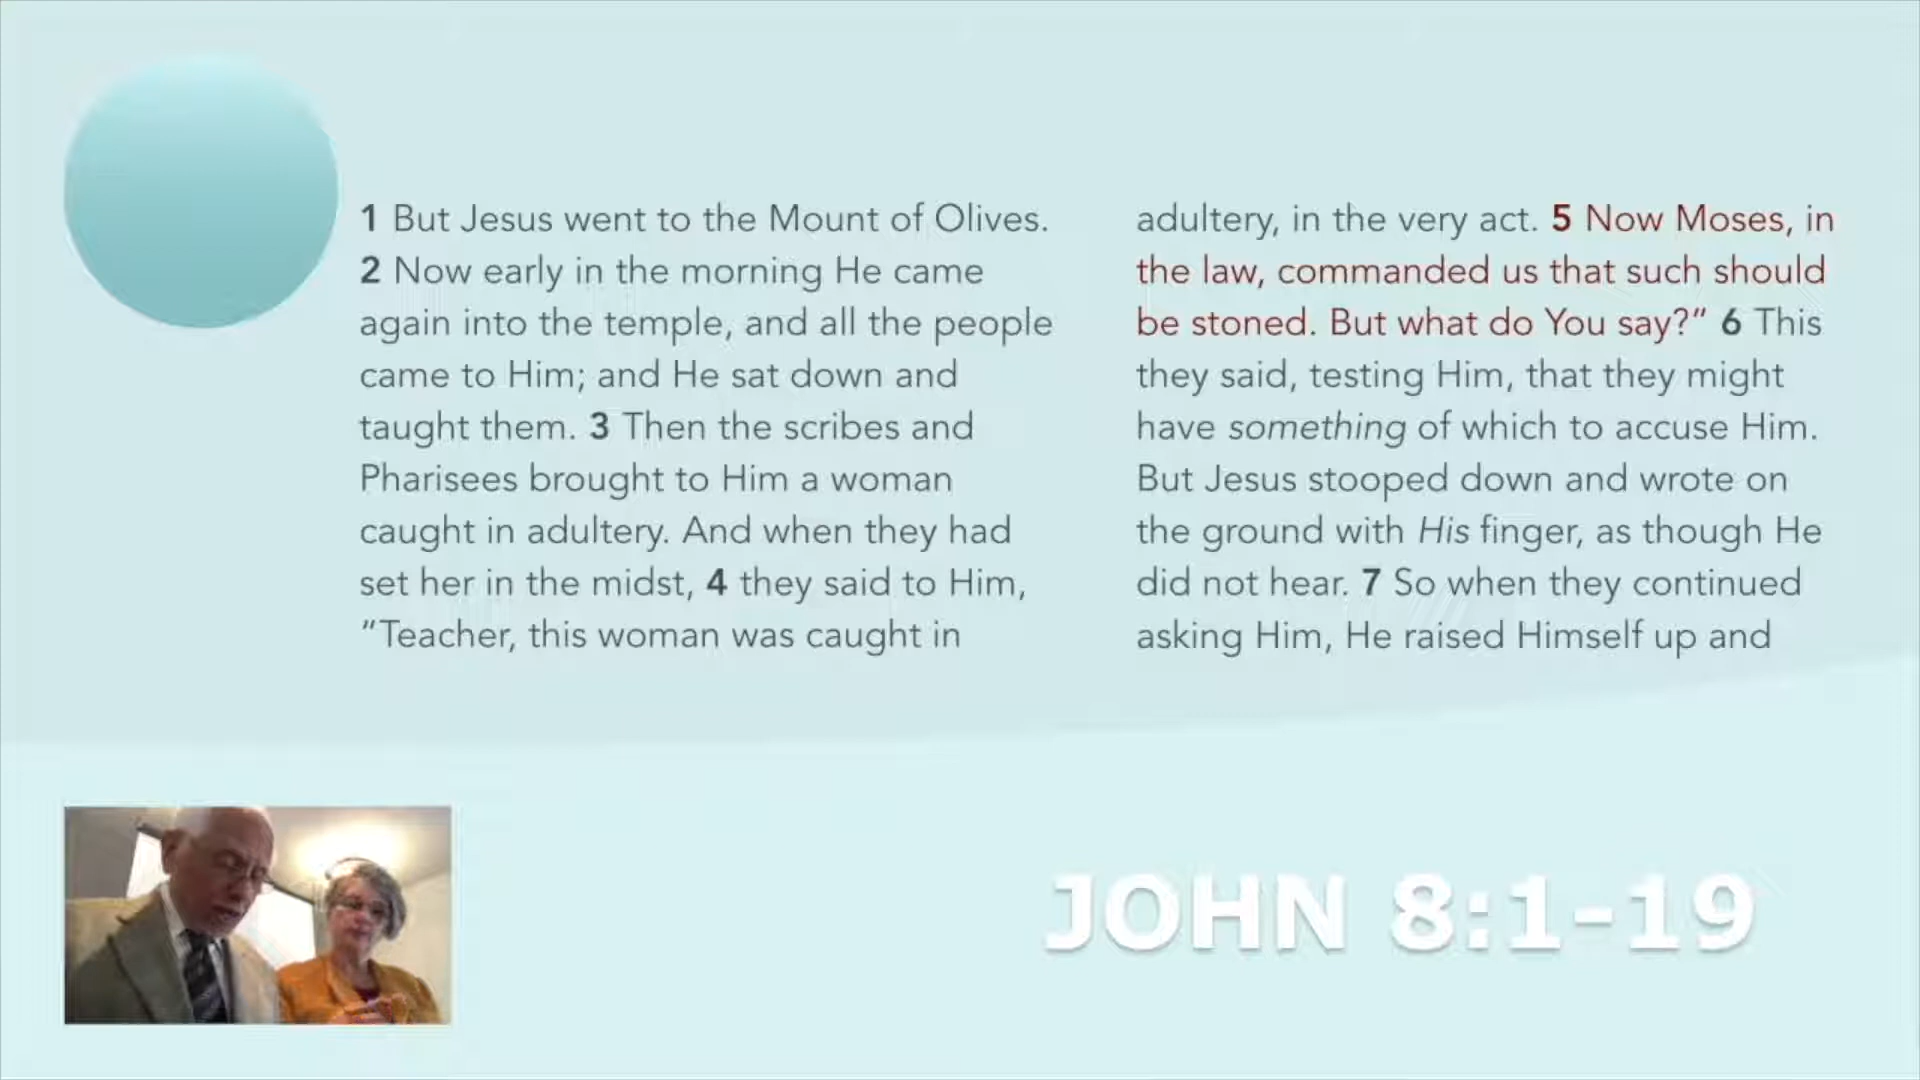 1 But Jesus went to the Mount of Olives.
2 Now early in the morning He came
again into the temple, and all the people
came to Him; and He sat down and
taught them. 3 Then the scribes and
Pharisees brought to Him a woman
caught in adultery. And when they had
set her in the midst, 4 they said to Him,
"Teacher, this woman was caught in
adultery, in the very act. 5 Now Moses, in
the law, commanded us that such should
be stoned. But what do You say?" 6 This
they said, testing Him, that they might
have something of which to accuse Him.
But Jesus stooped down and wrote on
the ground with His finger, as though He
did not hear. 7 So when they continued
asking Him, He raised Himself up and
JOHN 8:1-19